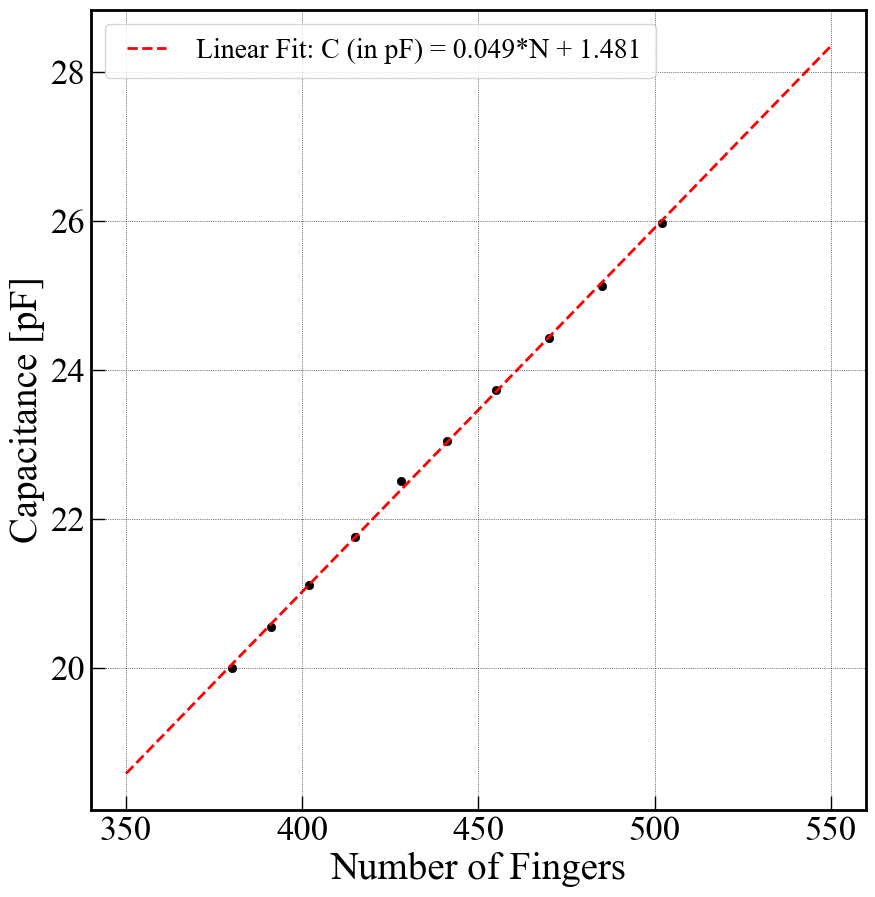 Linear Fit: C (in pF) = 0.049*N + 1.481
28
26
24
22
20
Capacitance [pF]
350 400 450 500 550
Number of Fingers